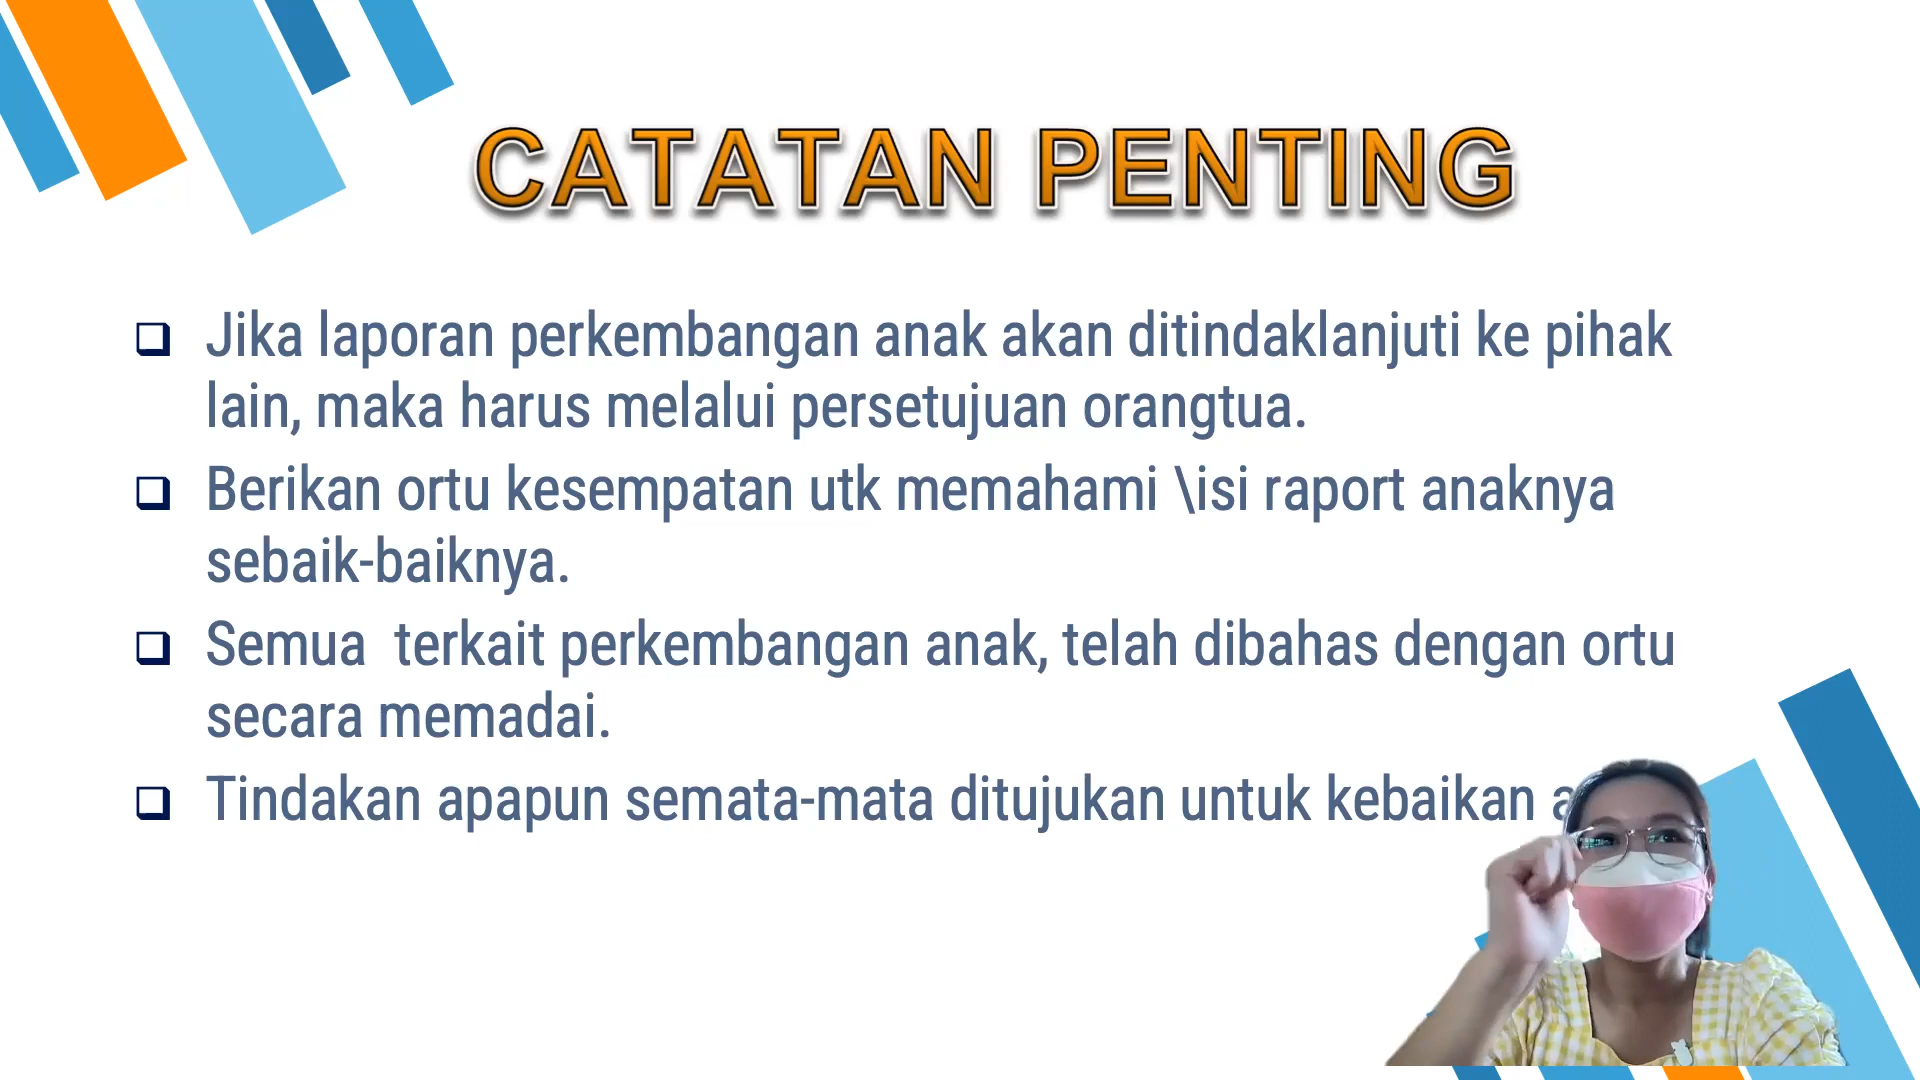 CATATAN PENTING
Jika laporan perkembangan anak akan ditindaklanjuti ke pihak
lain, maka harus melalui persetujuan orangtua.
Berikan ortu kesempatan utk memahami \isi raport anaknya
sebaik-baiknya.
Semua  terkait perkembangan anak, telah dibahas dengan ortu
secara memadai.
Tindakan apapun semata-mata ditujukan untuk kebaikan